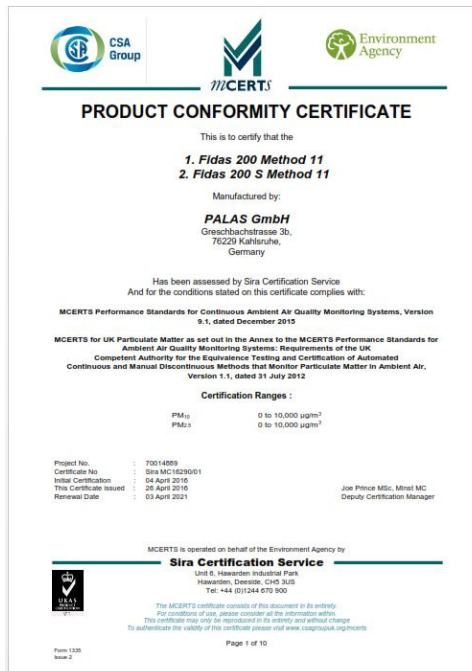 CSA
Group
mCERTS
Environment
Agency
PRODUCT CONFORMITY CERTIFICATE
This is to certify that the
1. Fidas 200 Method 11
2. Fidas 200 S Method 11
Manufactured by:
PALAS GmbH
Greschbachstrasse 3b,
76229 Kahlsruhe,
Germany
Has been assessed by Sira Certification Service
And for the conditions stated on this certificate complies with:
MCERTS Performance Standards for Continuous Ambient Air Quality Monitoring Systems, Version
9.1, dated December 2015
MCERTS for UK Particulate Matter as set out in the Annex to the MCERTS Performance Standards for
Ambient Air Quality Monitoring Systems: Requirements of the UK
Competent Authority for the Equivalence Testing and Certification of Automated
Continuous and Manual Discontinuous Methods that Monitor Particulate Matter in Ambient Air,
Version 1.1, dated 31 July 2012
Certification Ranges :
PM₁₀ 0 to 10,000 µg/m³
PM₂.₅ 0 to 10,000 µg/m³
Project No. : 70014889
Certificate No : Sira MC16290/01
Initial Certification : 04 April 2016
This Certificate issued : 26 April 2016
Renewal Date : 03 April 2021
Joe Prince MSc, MInst MC
Deputy Certification Manager
MCERTS is operated on behalf of the Environment Agency by
Sira Certification Service
Unit 6, Hawarden Industrial Park
Hawarden, Deeside, CH5 3US
Tel: +44 (0)1244 670 900
UKAS
PRODUCT
CERTIFICATION
The MCERTS certificate consists of this document in its entirety.
For conditions of use, please consider all the information within.
This certificate may only be reproduced in its entirety and without change
To authenticate the validity of this certificate please visit www.csagroupuk.org/mcerts
Page 1 of 10
Form 1335
Issue 2